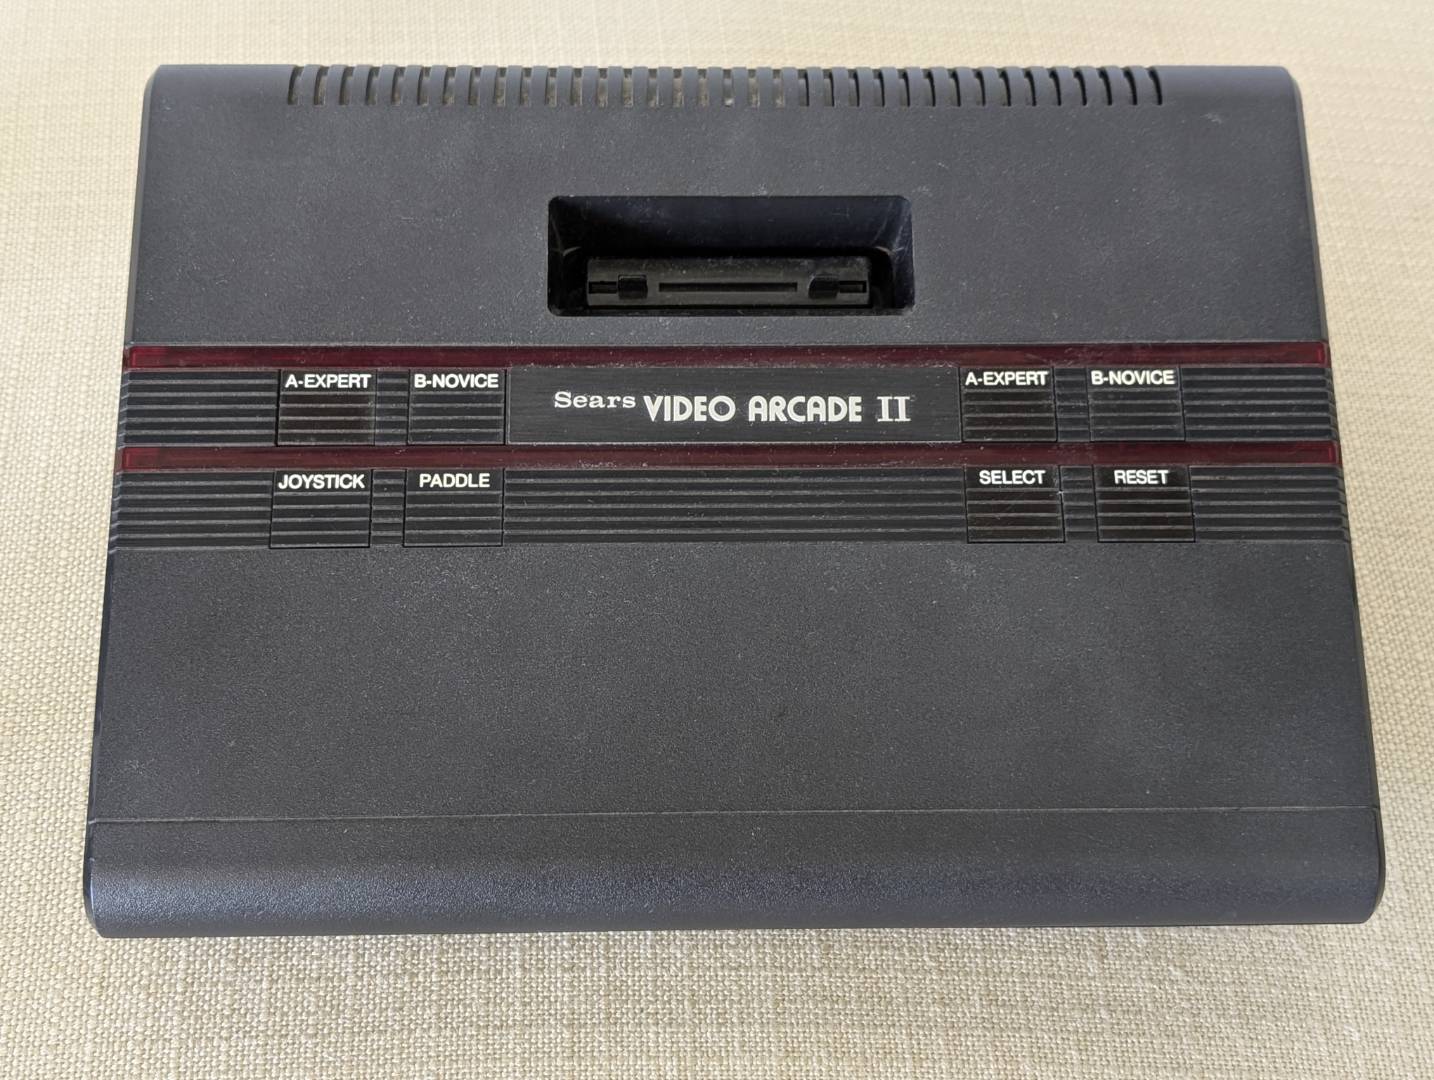 A-EXPERT B-NOVICE Sears VIDEO ARCADE II A-EXPERT B-NOVICE
JOYSTICK PADDLE SELECT RESET